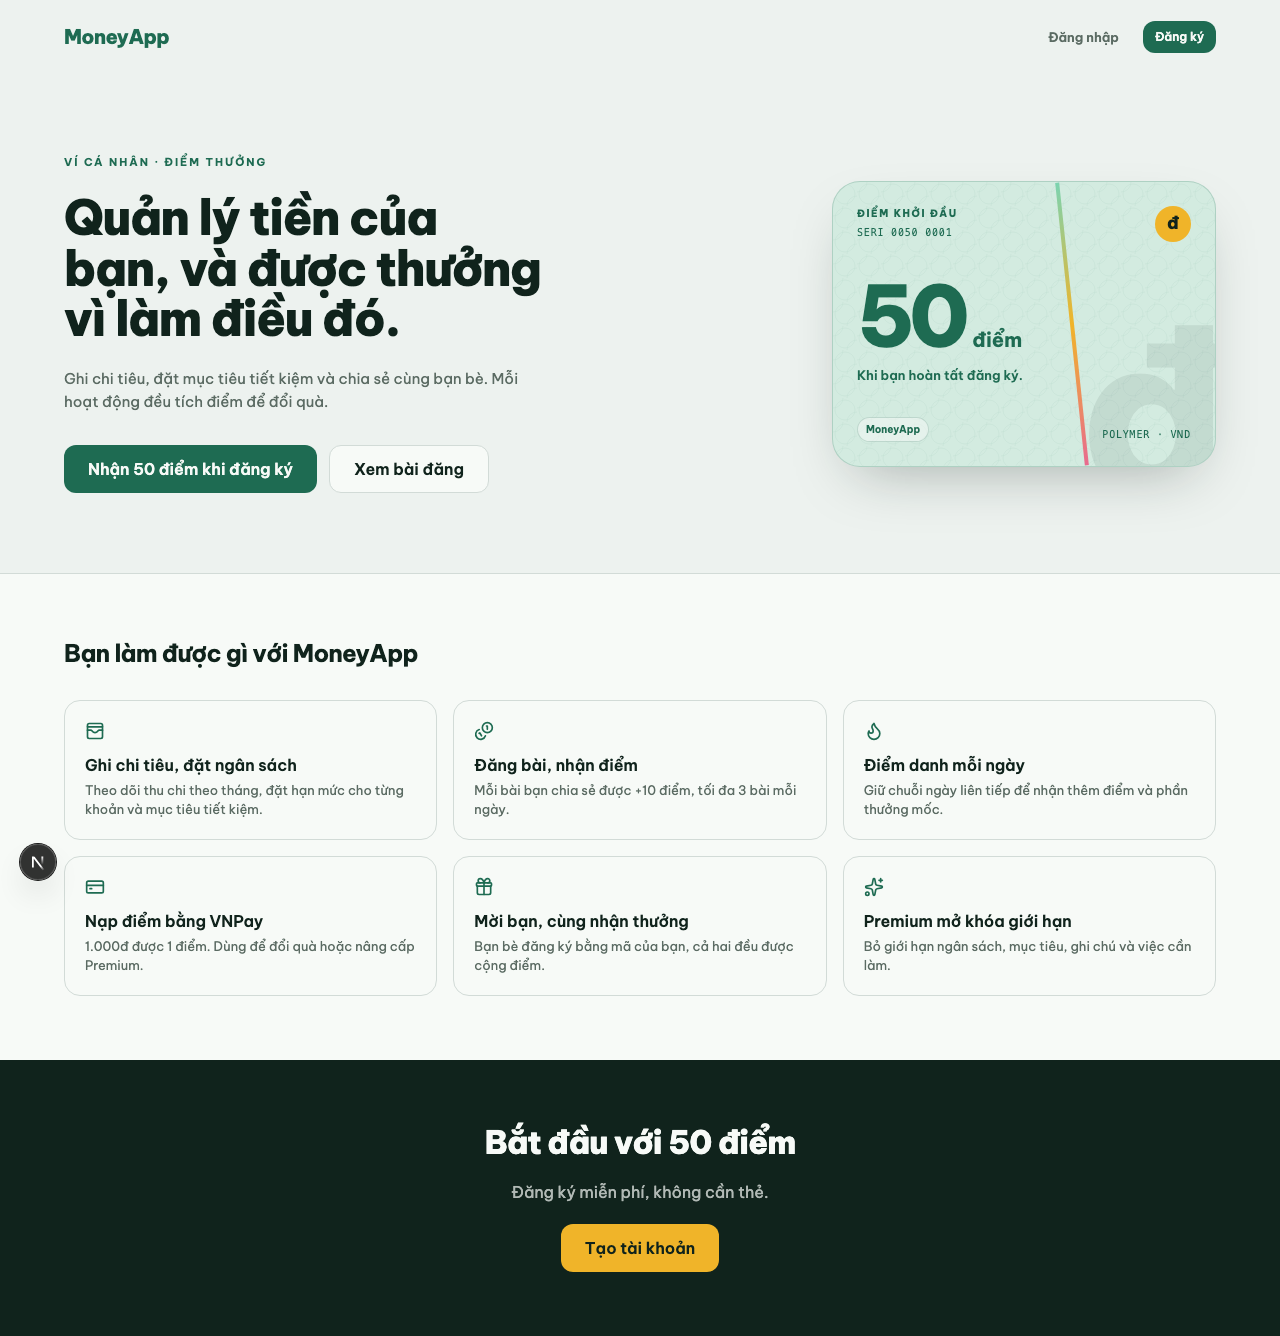 MoneyApp
Đăng nhập
Đăng ký
VÍ CÁ NHÂN · ĐIỂM THƯỞNG
Quản lý tiền của
bạn, và được thưởng
vì làm điều đó.
Ghi chi tiêu, đặt mục tiêu tiết kiệm và chia sẻ cùng bạn bè. Mỗi
hoạt động đều tích điểm để đổi quà.
Nhận 50 điểm khi đăng ký
Xem bài đăng
ĐIỂM KHỞI ĐẦU
SERI 0050 0001
đ
50 điểm
Khi bạn hoàn tất đăng ký.
MoneyApp
đ
POLYMER · VND
Bạn làm được gì với MoneyApp
Ghi chi tiêu, đặt ngân sách
Theo dõi thu chi theo tháng, đặt hạn mức cho từng
khoản và mục tiêu tiết kiệm.
Đăng bài, nhận điểm
Mỗi bài bạn chia sẻ được +10 điểm, tối đa 3 bài mỗi
ngày.
Điểm danh mỗi ngày
Giữ chuỗi ngày liên tiếp để nhận thêm điểm và phần
thưởng mốc.
N
Nạp điểm bằng VNPay
1.000đ được 1 điểm. Dùng để đổi quà hoặc nâng cấp
Premium.
Mời bạn, cùng nhận thưởng
Bạn bè đăng ký bằng mã của bạn, cả hai đều được
cộng điểm.
Premium mở khóa giới hạn
Bỏ giới hạn ngân sách, mục tiêu, ghi chú và việc cần
làm.
Bắt đầu với 50 điểm
Đăng ký miễn phí, không cần thẻ.
Tạo tài khoản